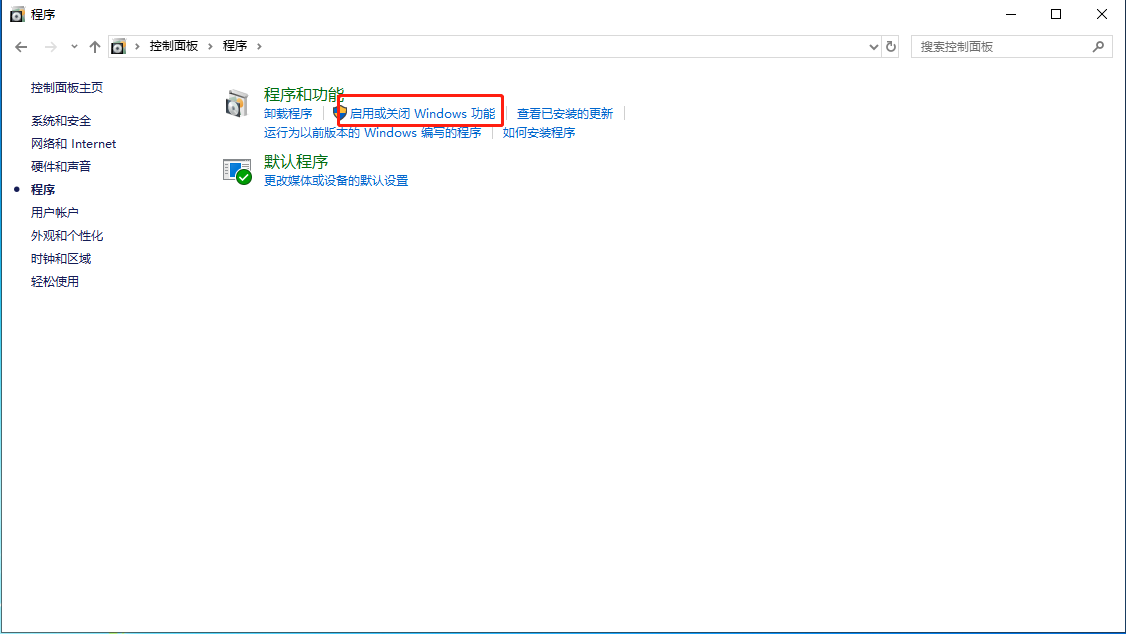 程序
控制面板 程序
搜索控制面板
控制面板主页
系统和安全
网络和 Internet
硬件和声音
程序
用户帐户
外观和个性化
时钟和区域
轻松使用
程序和功能
卸载程序 启用或关闭 Windows 功能 查看已安装的更新
运行为以前版本的 Windows 编写的程序 如何安装程序
默认程序
更改媒体或设备的默认设置